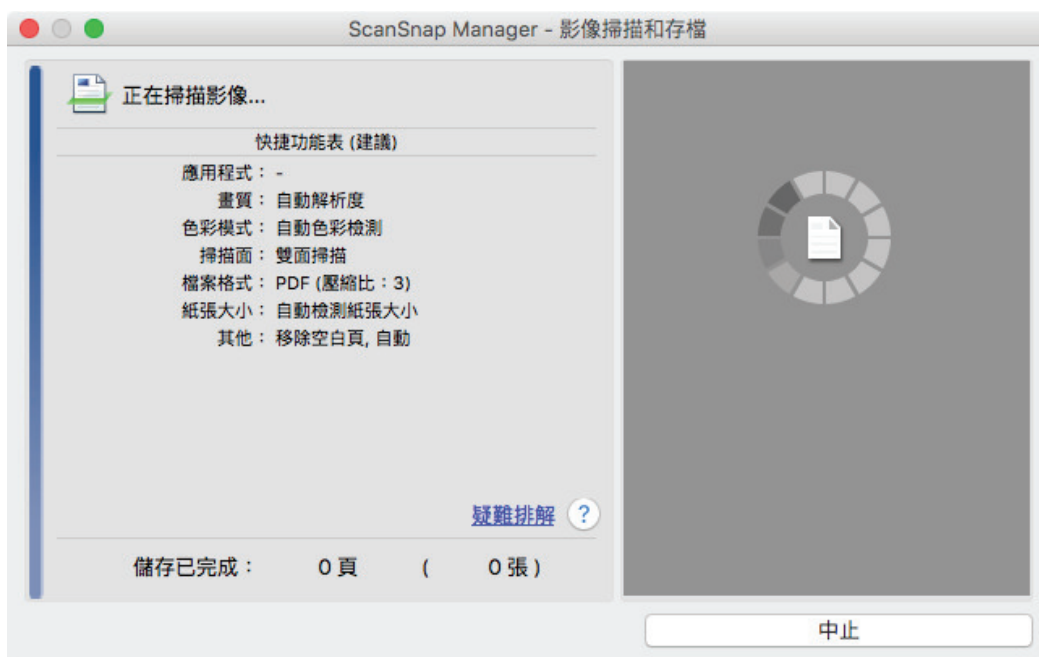 ScanSnap Manager - 影像掃描和存檔
正在掃描影像...
快捷功能表 (建議)
應用程式： -
畫質： 自動解析度
色彩模式： 自動色彩檢測
掃描面： 雙面掃描
檔案格式： PDF (壓縮比：3)
紙張大小： 自動檢測紙張大小
其他： 移除空白頁, 自動
疑難排解 ?
儲存已完成： 0 頁 ( 0 張 )
中止